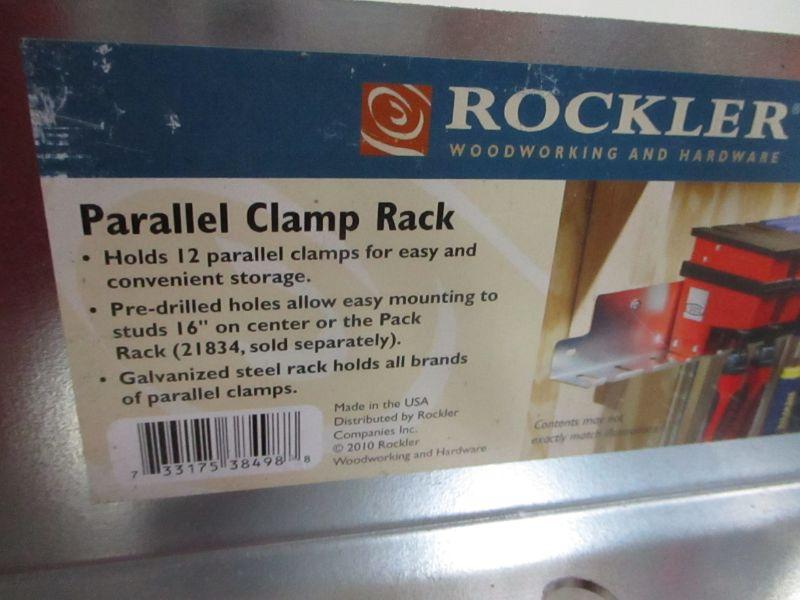 ROCKLER®
WOODWORKING AND HARDWARE
Parallel Clamp Rack
• Holds 12 parallel clamps for easy and
convenient storage.
• Pre-drilled holes allow easy mounting to
studs 16" on center or the Pack
Rack (21834, sold separately).
• Galvanized steel rack holds all brands
of parallel clamps.
Made in the USA
Distributed by Rockler
Companies Inc.
© 2010 Rockler
Woodworking and Hardware
Contents may not
exactly match illustration
7 33175 38498 8